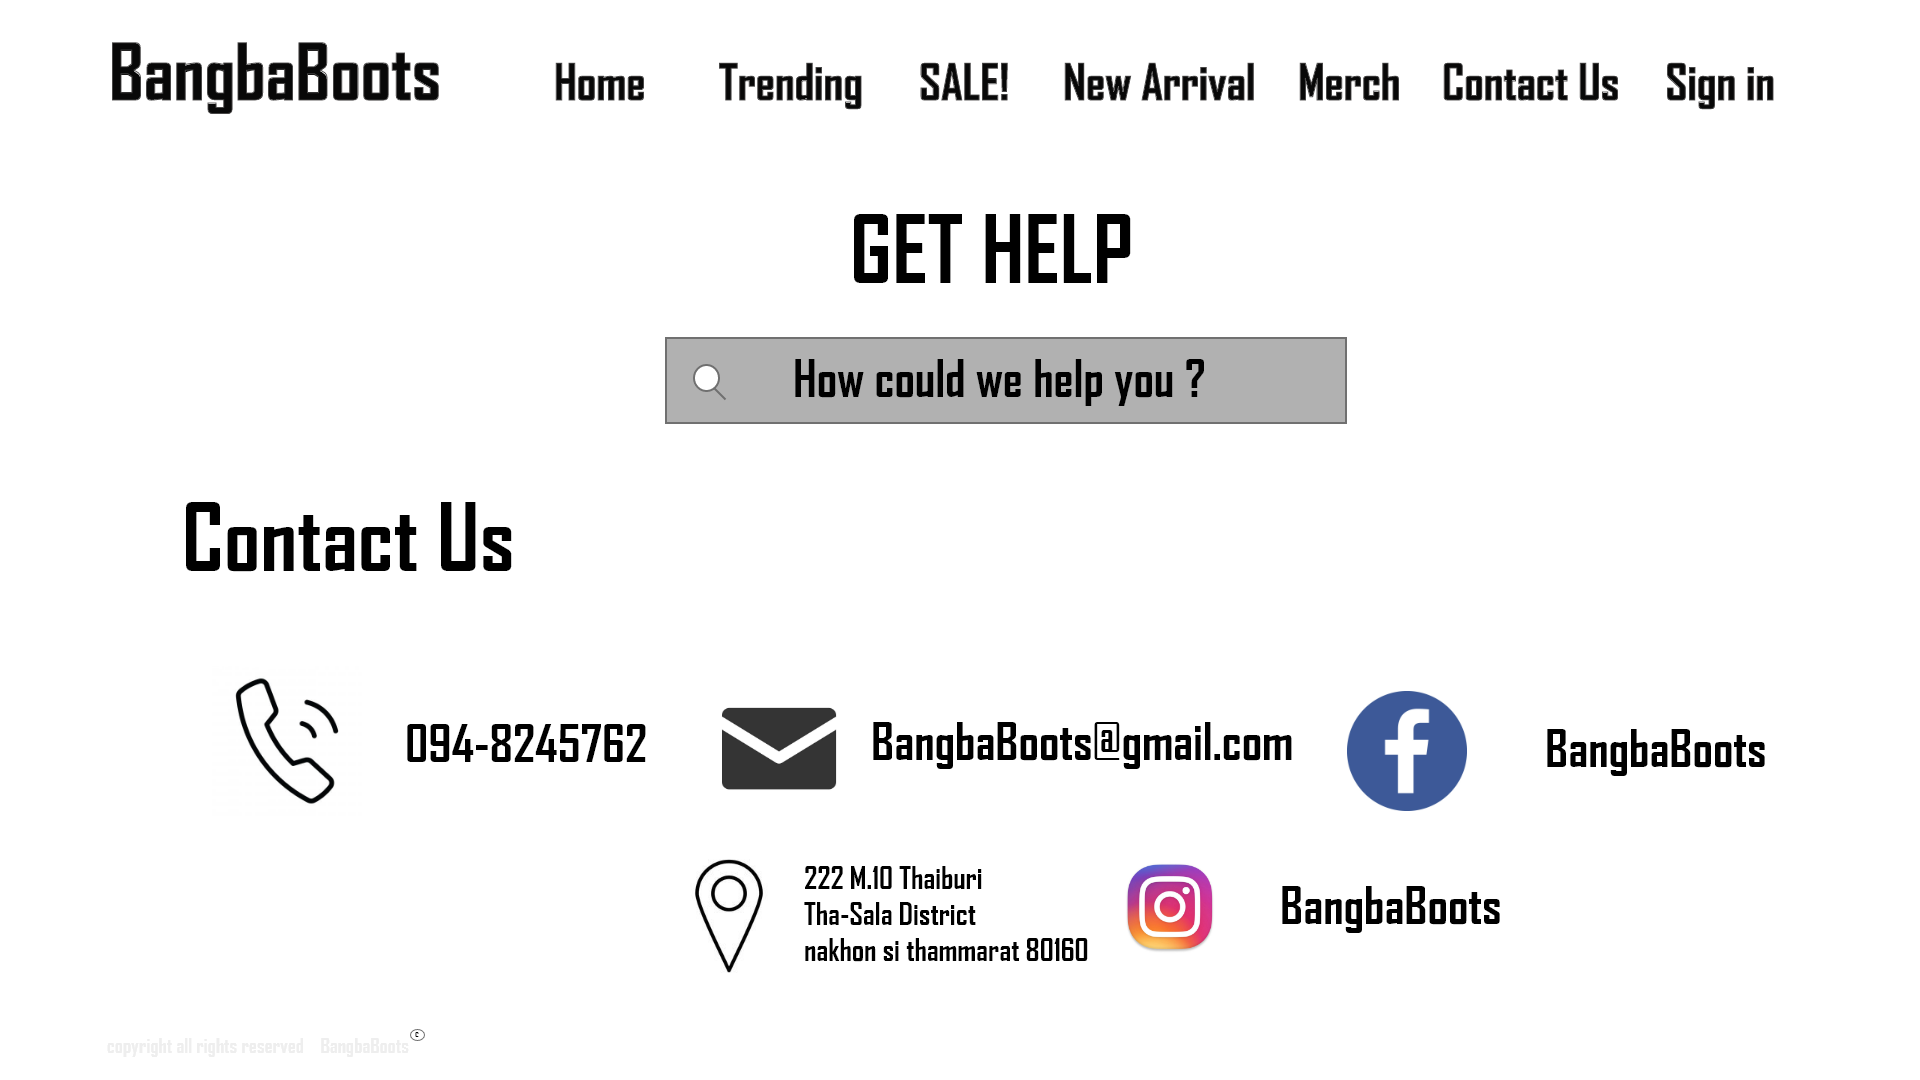 BangbaBoots
Home Trending SALE! New Arrival Merch Contact Us Sign in
GET HELP
How could we help you ?
Contact Us
094-8245762
BangbaBoots@gmail.com
BangbaBoots
222 M.10 Thaiburi
Tha-Sala District
nakhon si thammarat 80160
BangbaBoots
copyright all rights reserved BangbaBoots©